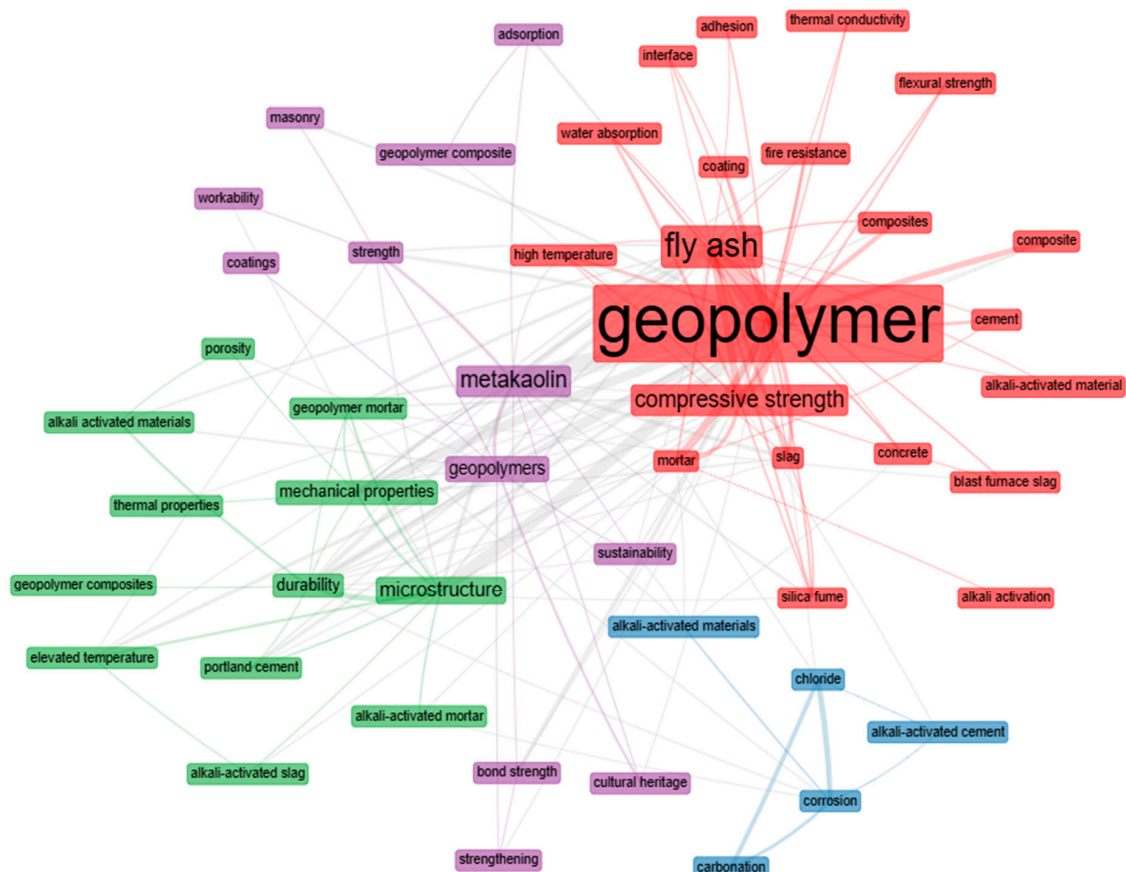 thermal conductivity
adhesion
adsorption
interface
flexural strength
masonry
water absorption
geopolymer composite
fire resistance
coating
workability
composites
composite
fly ash
strength
high temperature
coatings
geopolymer
cement
porosity
metakaolin
alkali-activated material
compressive strength
geopolymer mortar
alkali activated materials
concrete
slag
mortar
geopolymers
blast furnace slag
mechanical properties
thermal properties
sustainability
geopolymer composites
durability
microstructure
silica fume
alkali activation
alkali-activated materials
elevated temperature
portland cement
chloride
alkali-activated mortar
alkali-activated cement
bond strength
alkali-activated slag
cultural heritage
corrosion
strengthening
carbonation